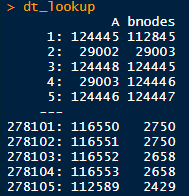 > dt_lookup
A bnodes
1: 124445 112845
2: 29002 29003
3: 124448 124445
4: 29003 124446
5: 124446 124447
---
278101: 116550 2750
278102: 116551 2750
278103: 116552 2658
278104: 116553 2658
278105: 112589 2429